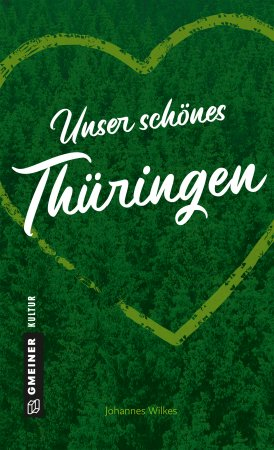 Unser schönes
Thüringen
GMEINER KULTUR
Johannes Wilkes